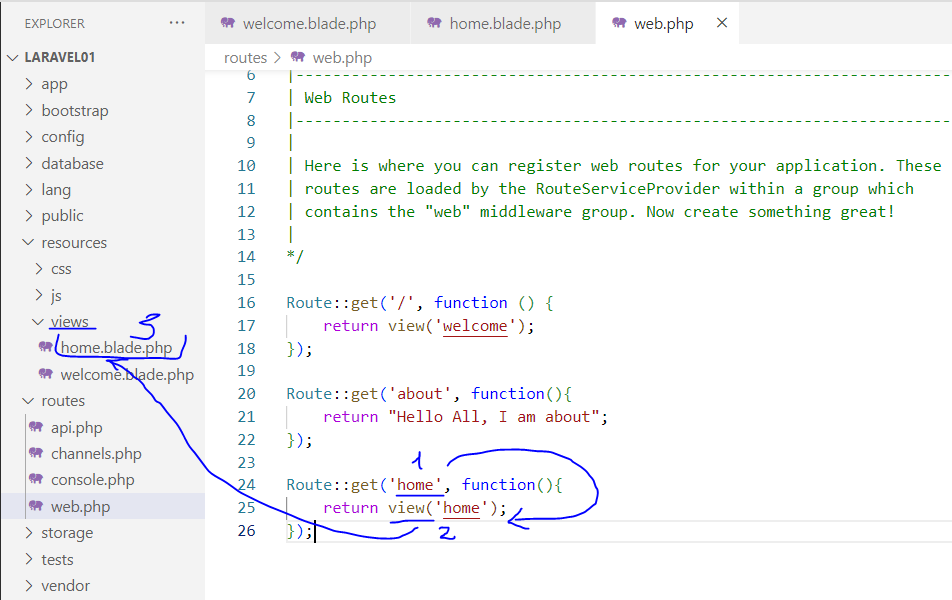 EXPLORER ...
welcome.blade.php
home.blade.php
web.php
LARAVEL01
app
bootstrap
config
database
lang
public
resources
css
js
views
3
home.blade.php
welcome.blade.php
routes
api.php
channels.php
console.php
web.php
storage
tests
vendor
routes > web.php
6 |--------------------------------------------------------------------------
7 | Web Routes
8 |--------------------------------------------------------------------------
9 |
10 | Here is where you can register web routes for your application. These
11 | routes are loaded by the RouteServiceProvider within a group which
12 | contains the "web" middleware group. Now create something great!
13 |
14 */
15
16 Route::get('/', function () {
17 return view('welcome');
18 });
19
20 Route::get('about', function(){
21 return "Hello All, I am about";
22 });
23
1
24 Route::get('home', function(){
25 return view('home');
26 });
2